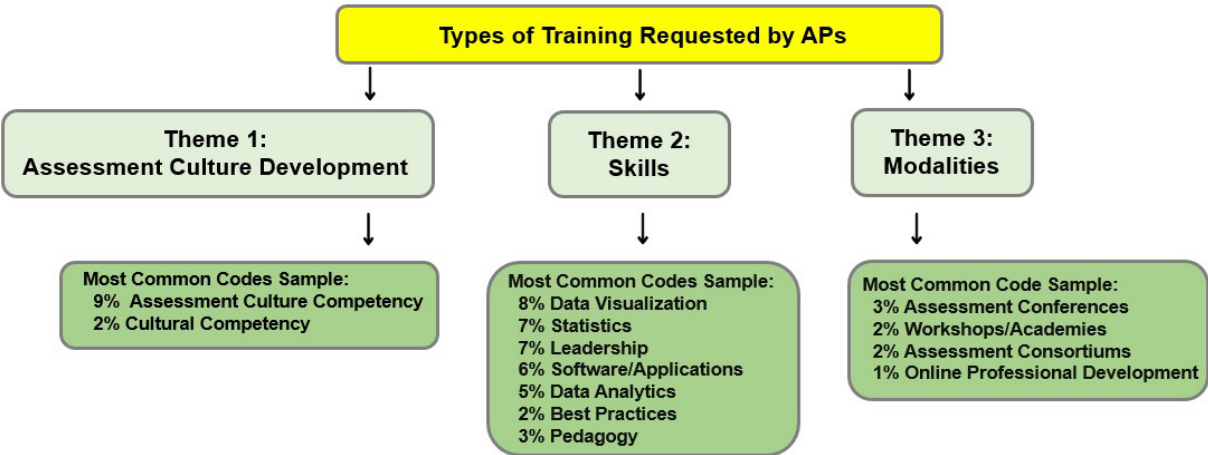 Types of Training Requested by APs
Theme 1:
Assessment Culture Development
Most Common Codes Sample:
9% Assessment Culture Competency
2% Cultural Competency
Theme 2:
Skills
Most Common Codes Sample:
8% Data Visualization
7% Statistics
7% Leadership
6% Software/Applications
5% Data Analytics
2% Best Practices
3% Pedagogy
Theme 3:
Modalities
Most Common Code Sample:
3% Assessment Conferences
2% Workshops/Academies
2% Assessment Consortiums
1% Online Professional Development